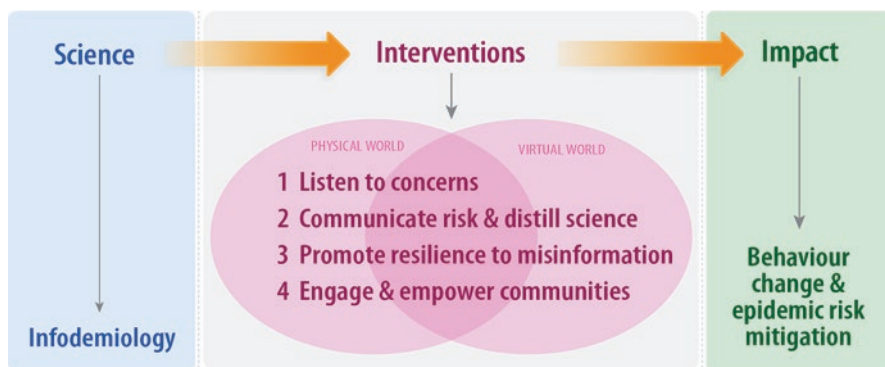 Science
Interventions
Impact
PHYSICAL WORLD
VIRTUAL WORLD
1 Listen to concerns
2 Communicate risk & distill science
3 Promote resilience to misinformation
4 Engage & empower communities
Infodemiology
Behaviour
change &
epidemic risk
mitigation